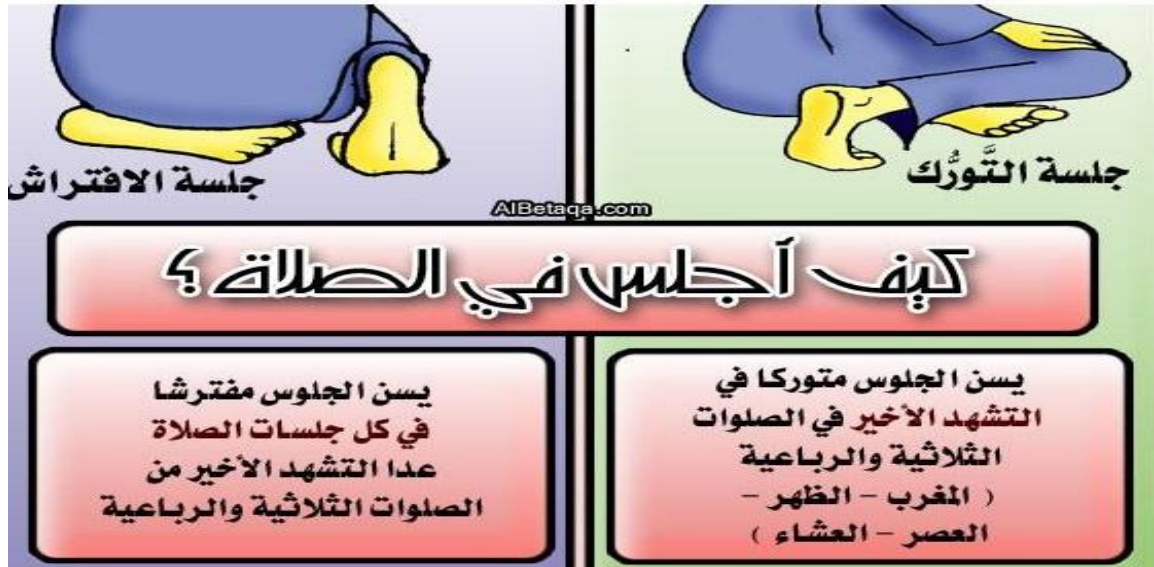 جلسة التَّورُّك
جلسة الافتراش
AlBetaqa.com
كيف أجلس في الصلاة ؟
يسن الجلوس متوركا في
التشهد الأخير في الصلوات
الثلاثية والرباعية
( المغرب – الظهر –
العصر – العشاء )
يسن الجلوس مفترشا
في كل جلسات الصلاة
عدا التشهد الأخير من
الصلوات الثلاثية والرباعية